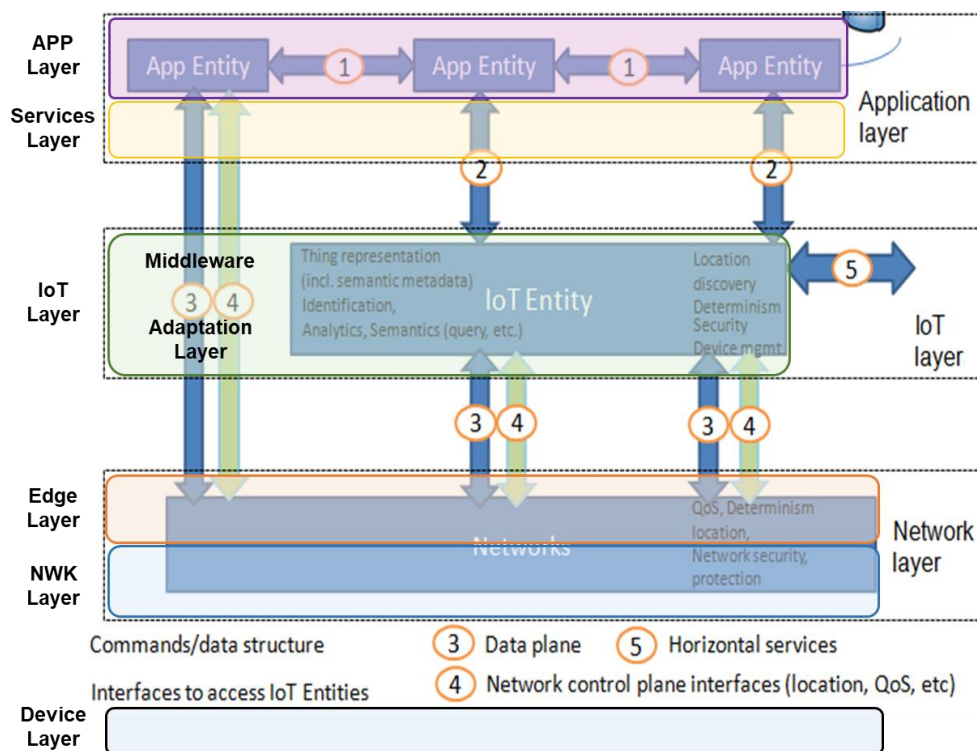 APP
Layer
App Entity
1
App Entity
1
App Entity
Services
Layer
Application
layer
2
2
IoT
Layer
Middleware
Adaptation
Layer
3
4
Thing representation
(incl. semantic metadata)
Identification,
Analytics, Semantics (query, etc.)
IoT Entity
Location
discovery
Determinism
Security
Device mgmt.
5
IoT
layer
3
4
3
4
Edge
Layer
NWK
Layer
Networks
QoS, Determinism
location,
Network security,
protection
Network
layer
Commands/data structure
3 Data plane
5 Horizontal services
Interfaces to access IoT Entities
4 Network control plane interfaces (location, QoS, etc)
Device
Layer